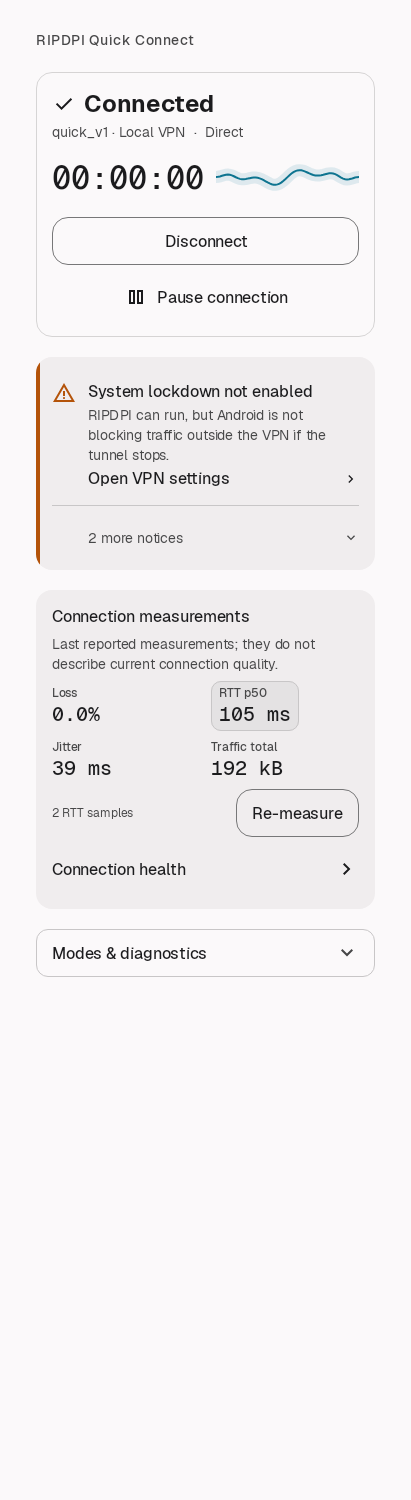 RIPDPI Quick Connect
Connected
quick_v1 · Local VPN · Direct
00:00:00
Disconnect
Pause connection
System lockdown not enabled
RIPDPI can run, but Android is not
blocking traffic outside the VPN if the
tunnel stops.
Open VPN settings
2 more notices
Connection measurements
Last reported measurements; they do not
describe current connection quality.
Loss
0.0%
RTT p50
105 ms
Jitter
39 ms
Traffic total
192 kB
2 RTT samples
Re-measure
Connection health
Modes & diagnostics